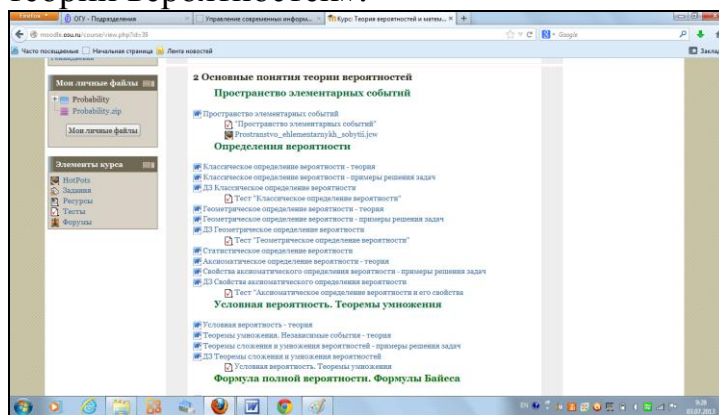 Firefox
ОГУ - Подразделения
Управление современных информ...
Курс: Теория вероятностей и матем...
moodle.osu.ru/course/view.php?id=39
Google
Часто посещаемые
Начальная страница
Лента новостей
Заклад
Мои личные файлы
Probability
Probability.zip
Мои личные файлы
Элементы курса
HotPots
Задания
Ресурсы
Тесты
Форумы
2 Основные понятия теории вероятностей
Пространство элементарных событий
Пространство элементарных событий
"Пространство элементарных событий"
Prostranstvo_ehlementarnykh_sobytii.jcw
Определения вероятности
Классическое определение вероятности - теория
Классическое определение вероятности - примеры решения задач
ДЗ Классическое определение вероятности
Тест "Классическое определение вероятности"
Геометрическое определение вероятности - теория
Геометрическое определение вероятности - примеры решения задач
ДЗ Геометрическое определение вероятности
Тест "Геометрическое определение вероятности"
Статистическое определение вероятности
Аксиоматическое определение вероятности - теория
Свойства аксиоматического определения вероятности - примеры решения задач
ДЗ Свойства аксиоматического определения вероятности
Тест "Аксиоматическое определение вероятности и его свойства
Условная вероятность. Теоремы умножения
Условная вероятность - теория
Теоремы умножения. Независимые события - теория
Теоремы сложения и умножения вероятностей - примеры решения задач
ДЗ Теоремы сложения и умножения вероятностей
Условная вероятность. Теоремы умножения
Формула полной вероятности. Формулы Байеса
EN
9:28
03.07.2013